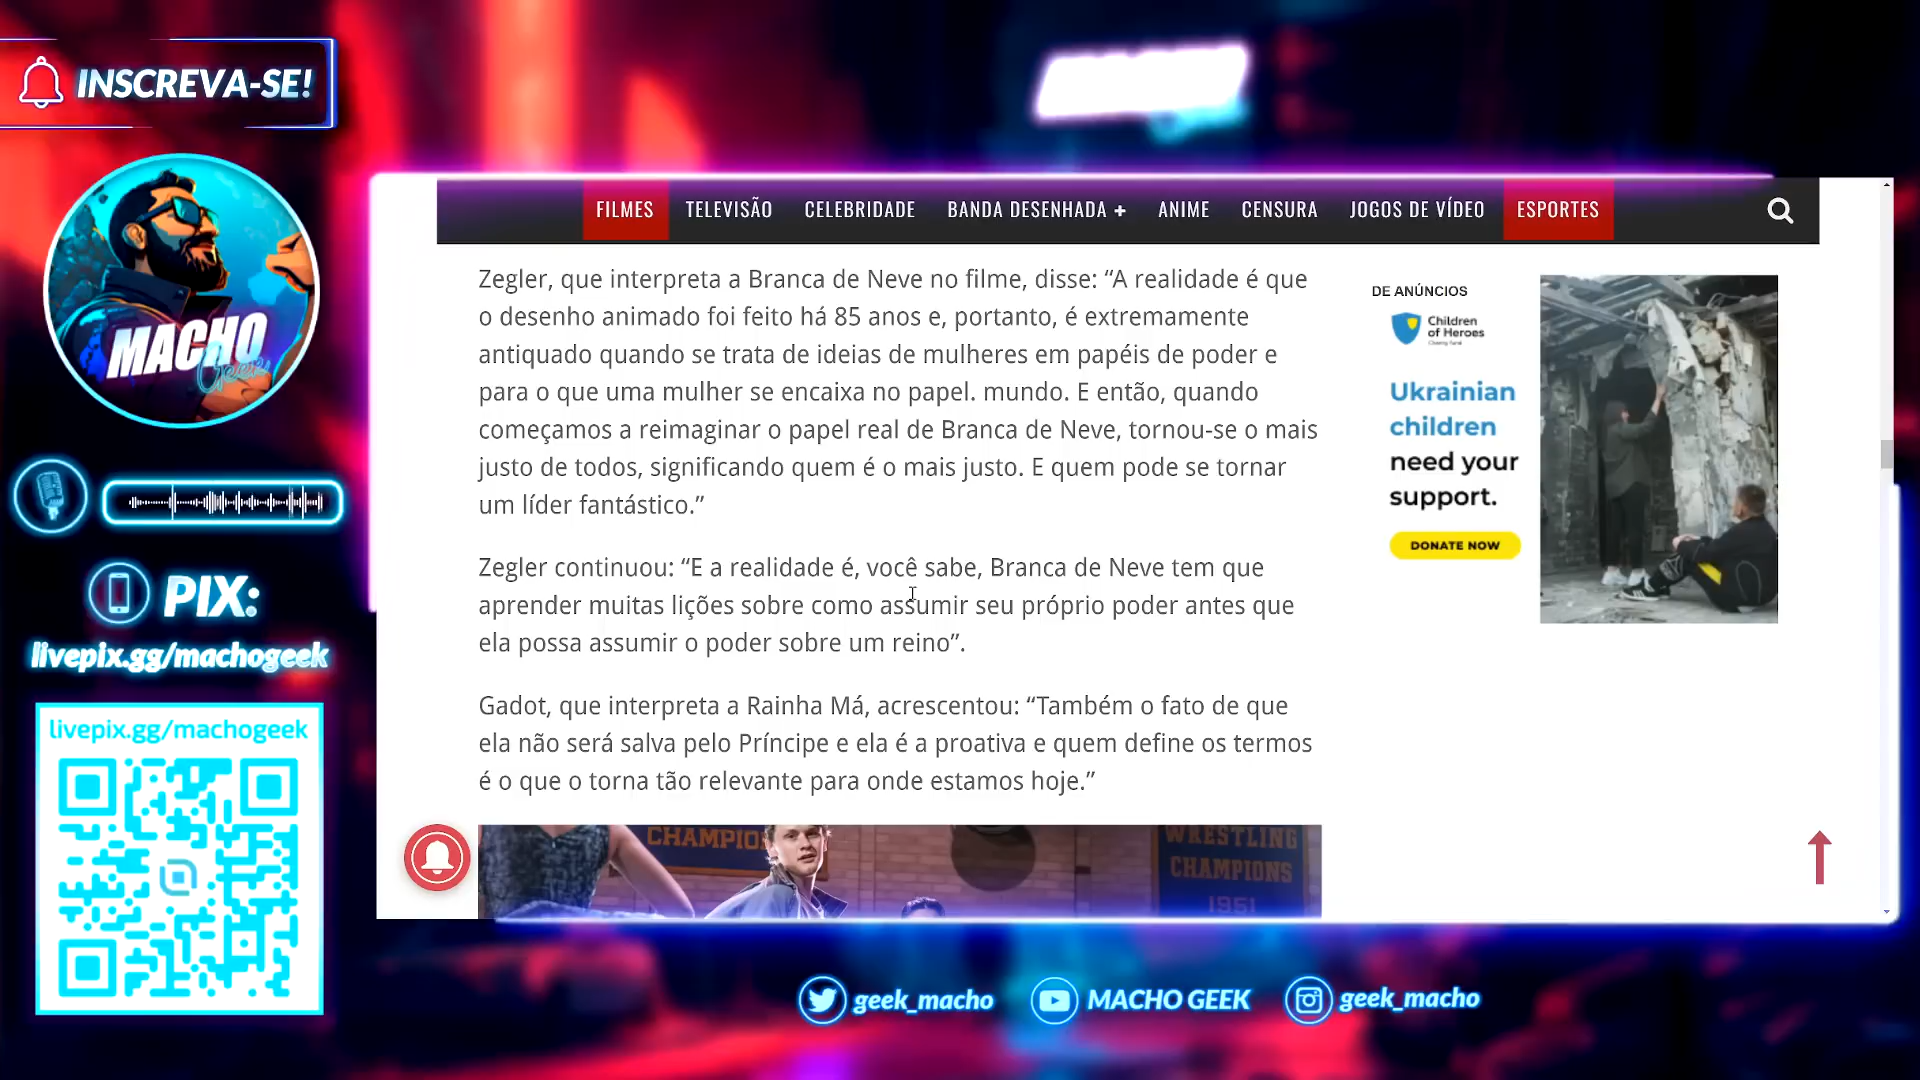 INSCREVA-SE!
MACHO
Geek
PIX:
livepix.gg/machogeek
livepix.gg/machogeek
FILMES TELEVISÃO CELEBRIDADE BANDA DESENHADA + ANIME CENSURA JOGOS DE VÍDEO ESPORTES
Zegler, que interpreta a Branca de Neve no filme, disse: “A realidade é que
o desenho animado foi feito há 85 anos e, portanto, é extremamente
antiquado quando se trata de ideias de mulheres em papéis de poder e
para o que uma mulher se encaixa no papel. mundo. E então, quando
começamos a reimaginar o papel real de Branca de Neve, tornou-se o mais
justo de todos, significando quem é o mais justo. E quem pode se tornar
um líder fantástico.”
Zegler continuou: “E a realidade é, você sabe, Branca de Neve tem que
aprender muitas lições sobre como assumir seu próprio poder antes que
ela possa assumir o poder sobre um reino”.
Gadot, que interpreta a Rainha Má, acrescentou: “Também o fato de que
ela não será salva pelo Príncipe e ela é a proativa e quem define os termos
é o que o torna tão relevante para onde estamos hoje.”
CHAMPIO
WRESTLING
CHAMPIONS
1951
DE ANÚNCIOS
Children
of Heroes
Ukrainian
children
need your
support.
DONATE NOW
geek_macho MACHO GEEK geek_macho